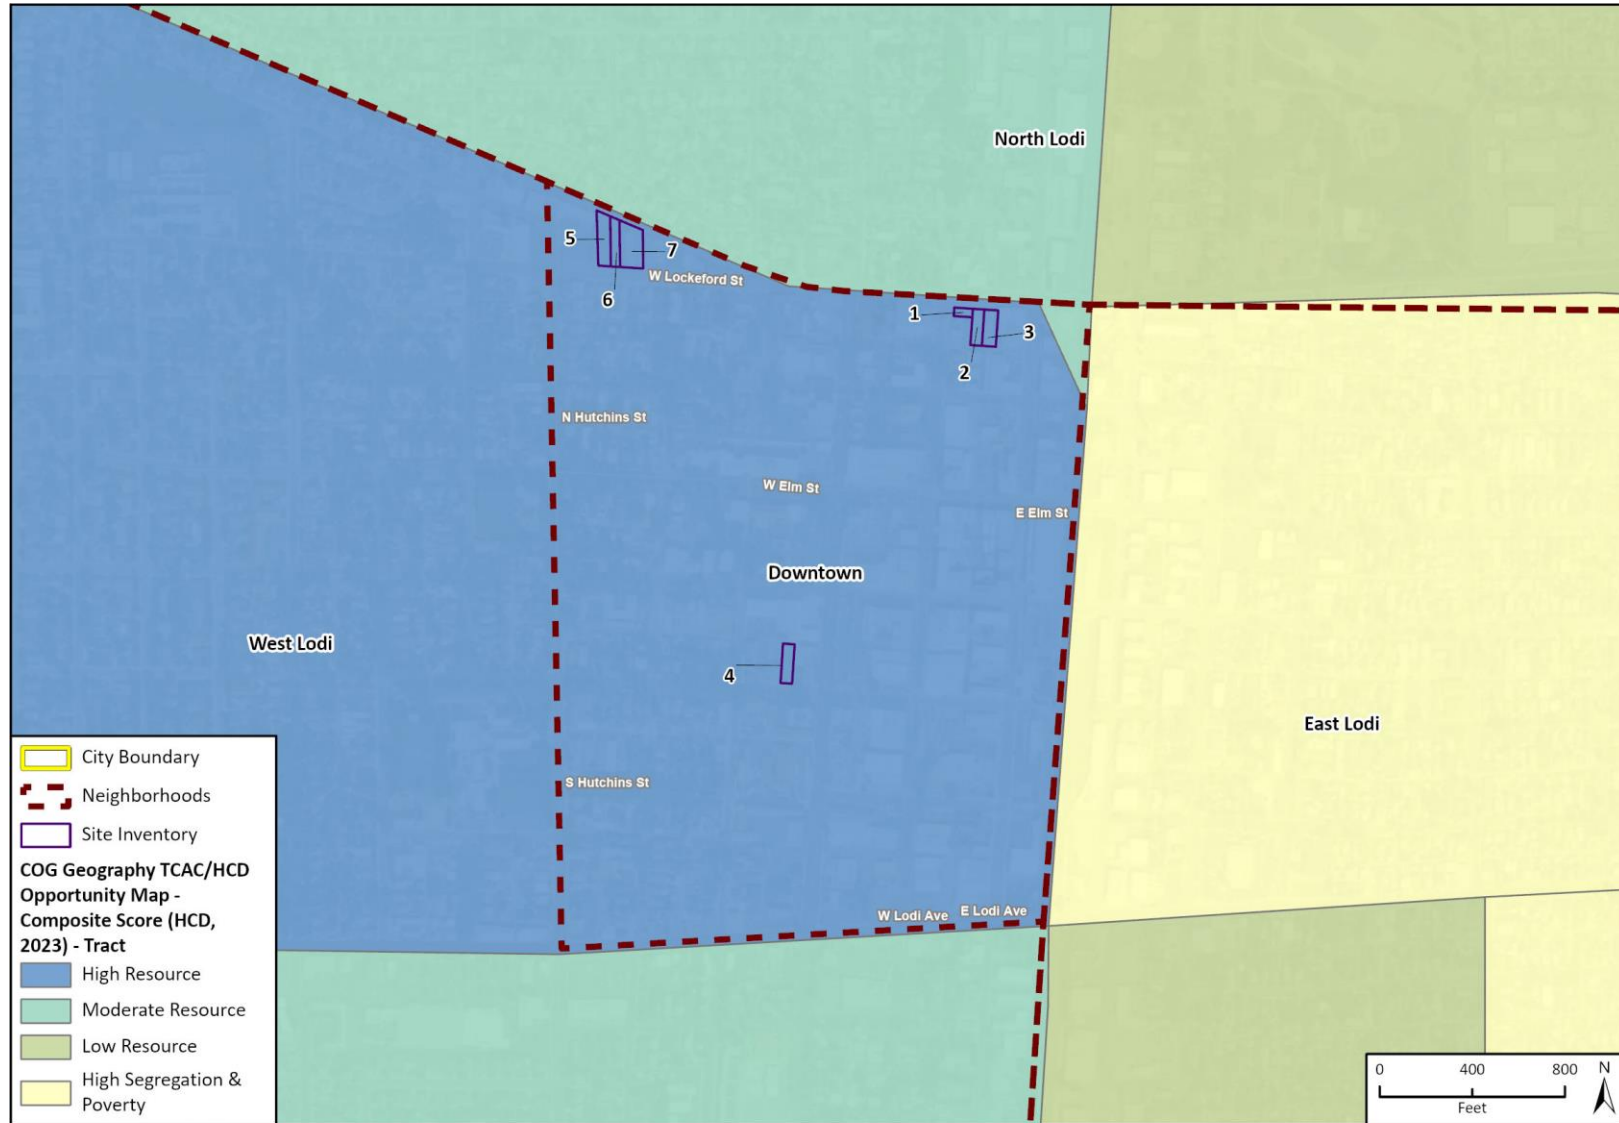 North Lodi
5
7
W Lockeford St
6
1
3
2
N Hutchins St
W Elm St
E Elm St
Downtown
West Lodi
4
East Lodi
S Hutchins St
W Lodi Ave
E Lodi Ave
City Boundary
Neighborhoods
Site Inventory
COG Geography TCAC/HCD
Opportunity Map -
Composite Score (HCD,
2023) - Tract
High Resource
Moderate Resource
Low Resource
High Segregation &
Poverty
0 400 800
Feet
N